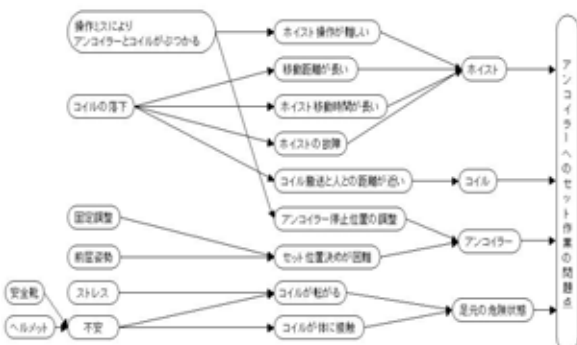 操作ミスにより
アンコイラーとコイルがぶつかる
ホイスト操作が難しい
移動距離が長い
ホイスト
コイルの落下
ホイスト移動時間が長い
ホイストの故障
コイル搬送と人との距離が近い
コイル
アンコイラー停止位置の調整
固定調整
アンコイラー
前屈姿勢
セット位置決めが困難
安全靴
ストレス
コイルが転がる
足元の危険状態
ヘルメット
不安
コイルが体に接触
アンコイラーへのセット作業の問題点